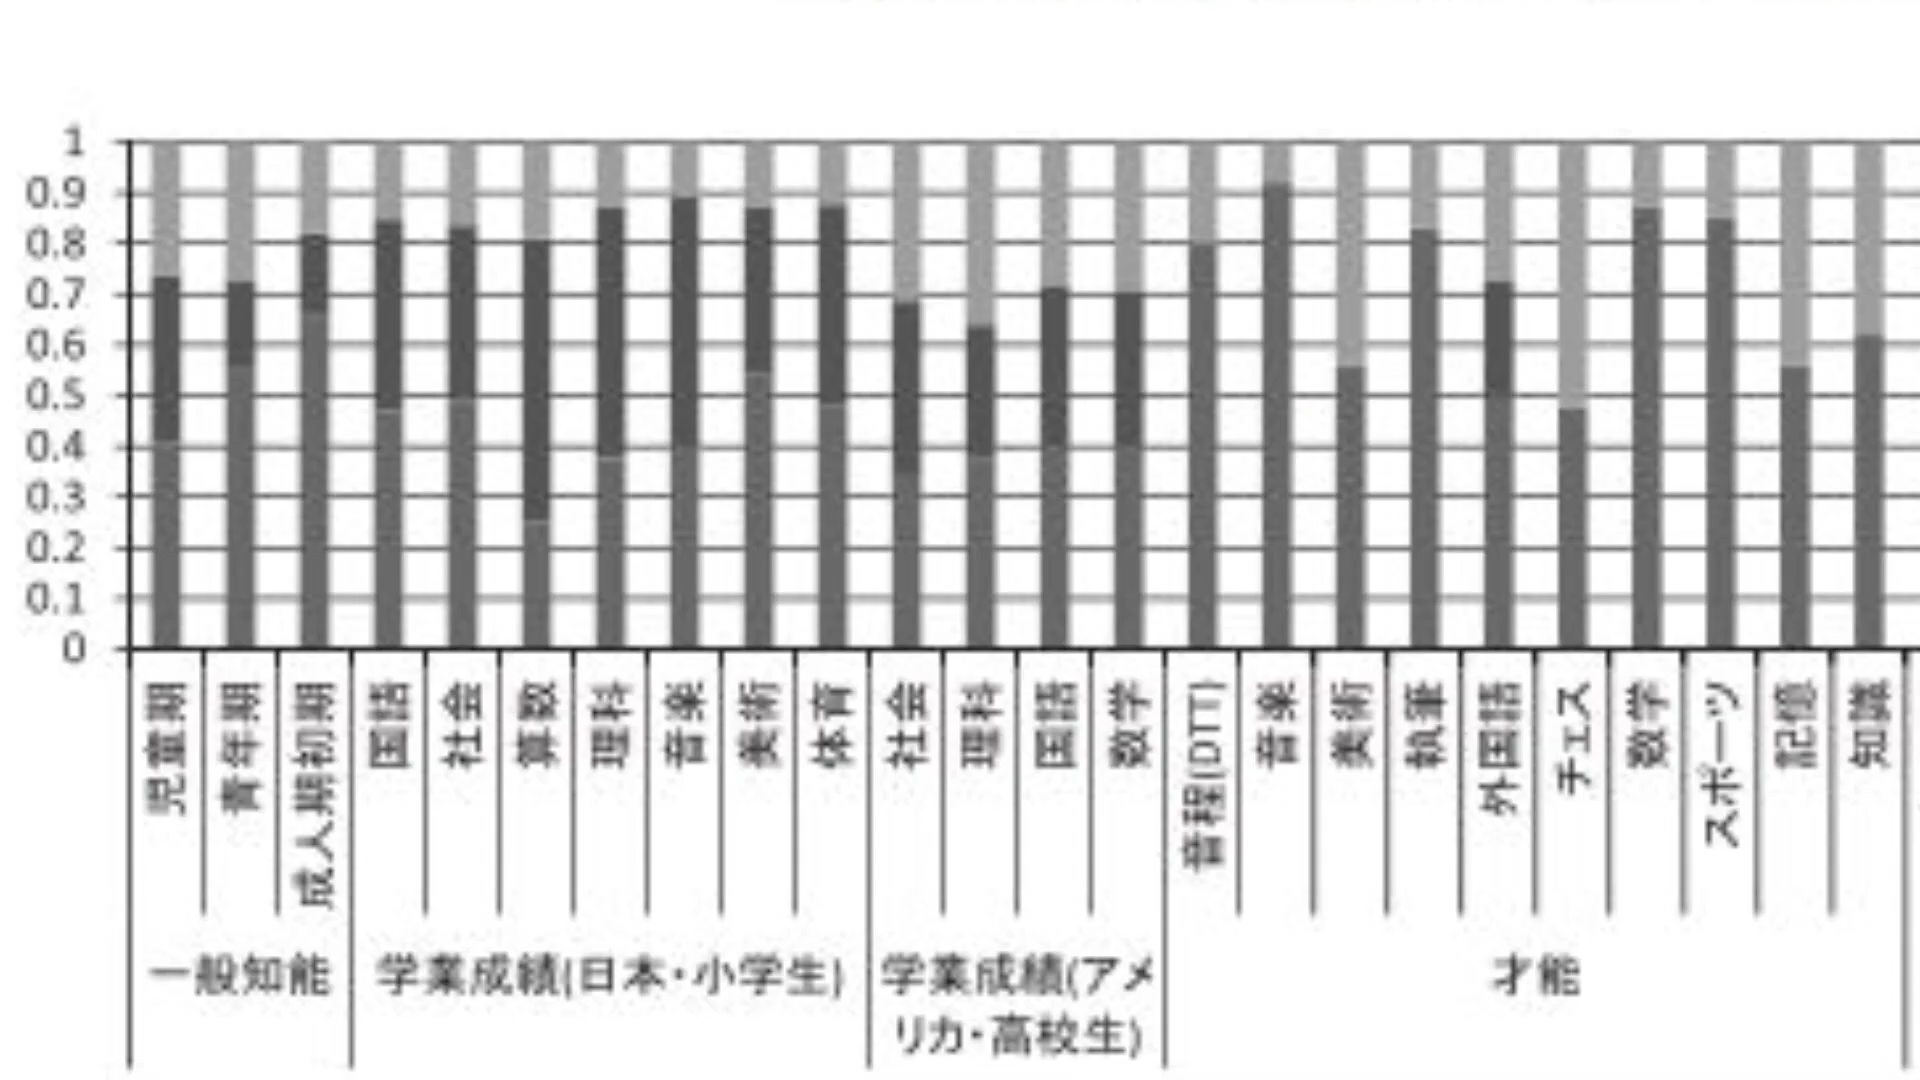 1
0.9
0.8
0.7
0.6
0.5
0.4
0.3
0.2
0.1
0
児童期
青年期
成人期初期
国語
社会
算数
理科
音楽
美術
体育
社会
理科
国語
数学
音程(DTT)
音楽
美術
執筆
外国語
チェス
数学
スポーツ
記憶
知識
一般知能
学業成績(日本・小学生)
学業成績(アメ
リカ・高校生)
才能